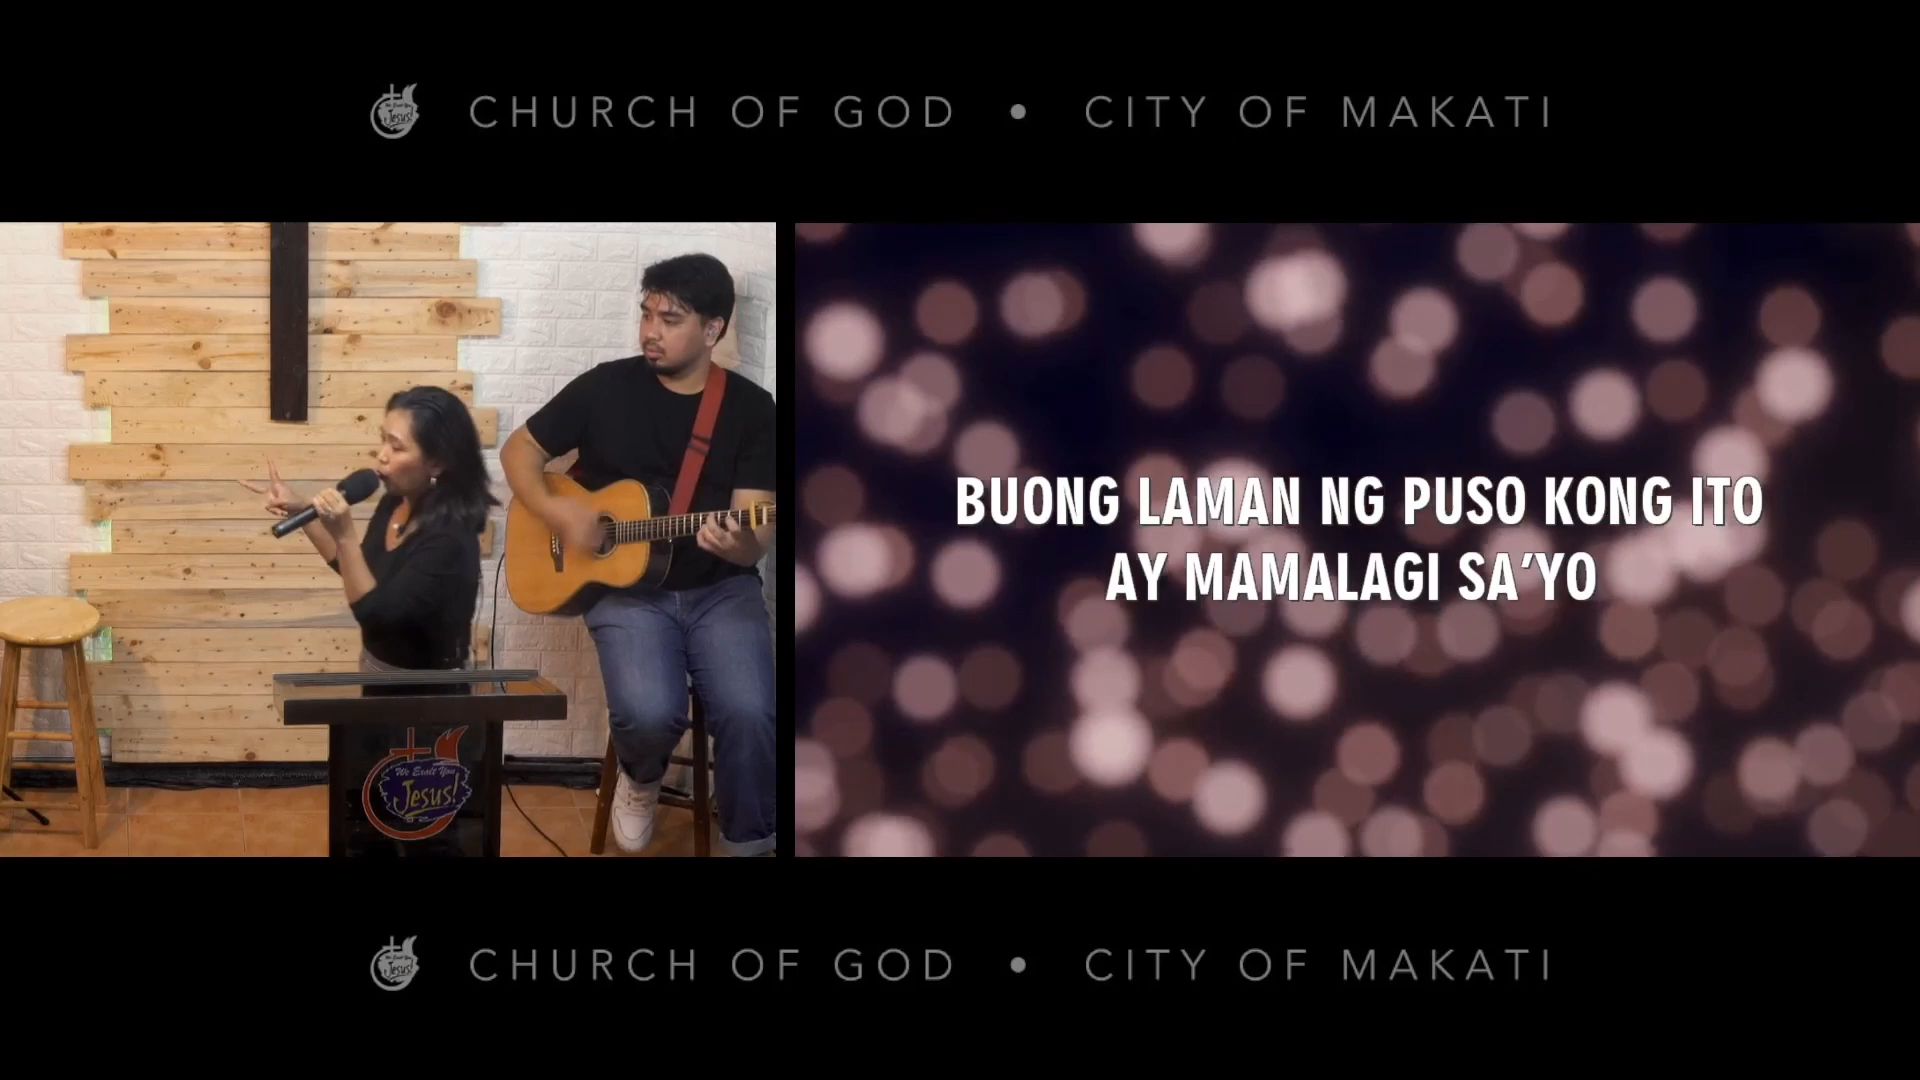 CHURCH OF GOD • CITY OF MAKATI
BUONG LAMAN NG PUSO KONG ITO
AY MAMALAGI SA'YO
We Exalt You
Jesus!
CHURCH OF GOD • CITY OF MAKATI